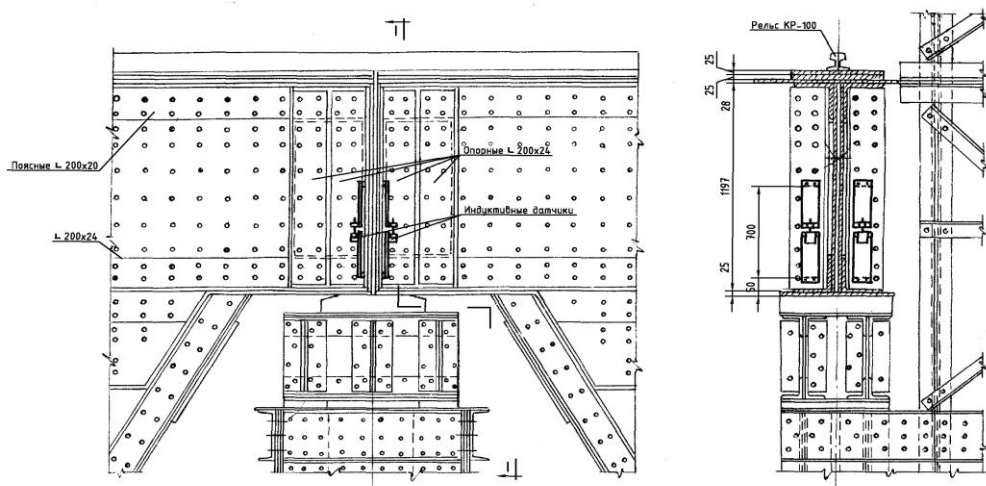 1
Поясные ∟ 200x20
∟ 200x24
Опорные ∟ 200x24
Индуктивные датчики
1
Рельс КР-100
25
25
28
1197
700
25
50